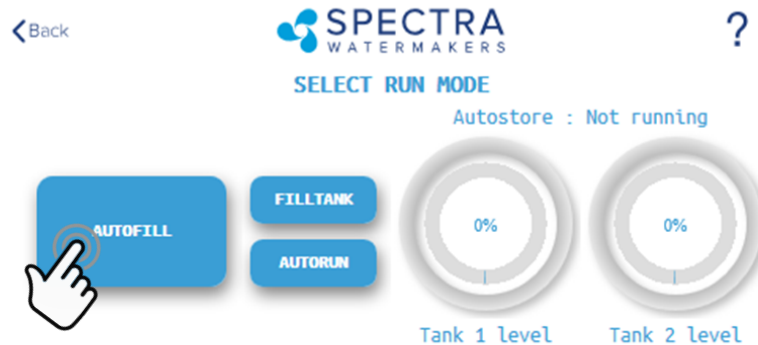 Back
SPECTRA
WATERMAKERS
?
SELECT RUN MODE
Autostore : Not running
AUTOFILL
FILLTANK
AUTORUN
0%
0%
Tank 1 level
Tank 2 level